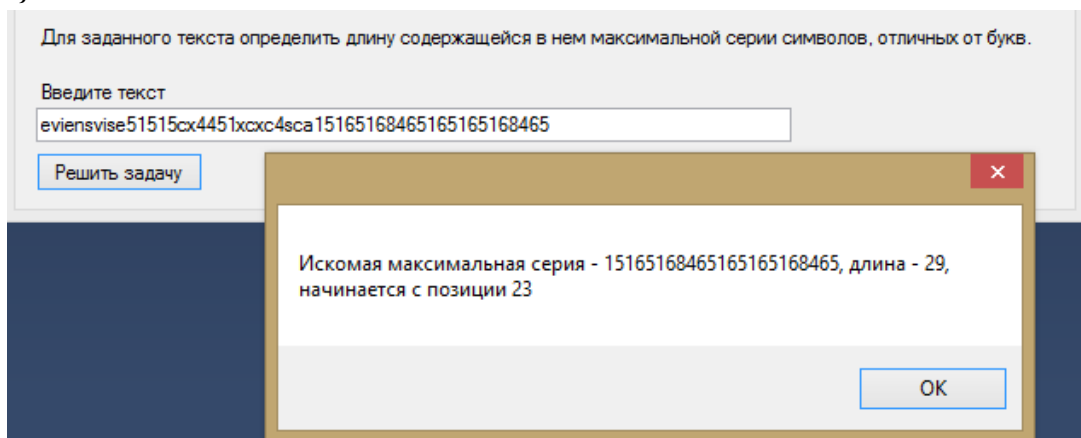 Для заданного текста определить длину содержащейся в нем максимальной серии символов, отличных от букв.
Введите текст
eviensvise51515cx4451xcxc4sca15165168465165165168465
Решить задачу
Искомая максимальная серия - 15165168465165165168465, длина - 29,
начинается с позиции 23
OK